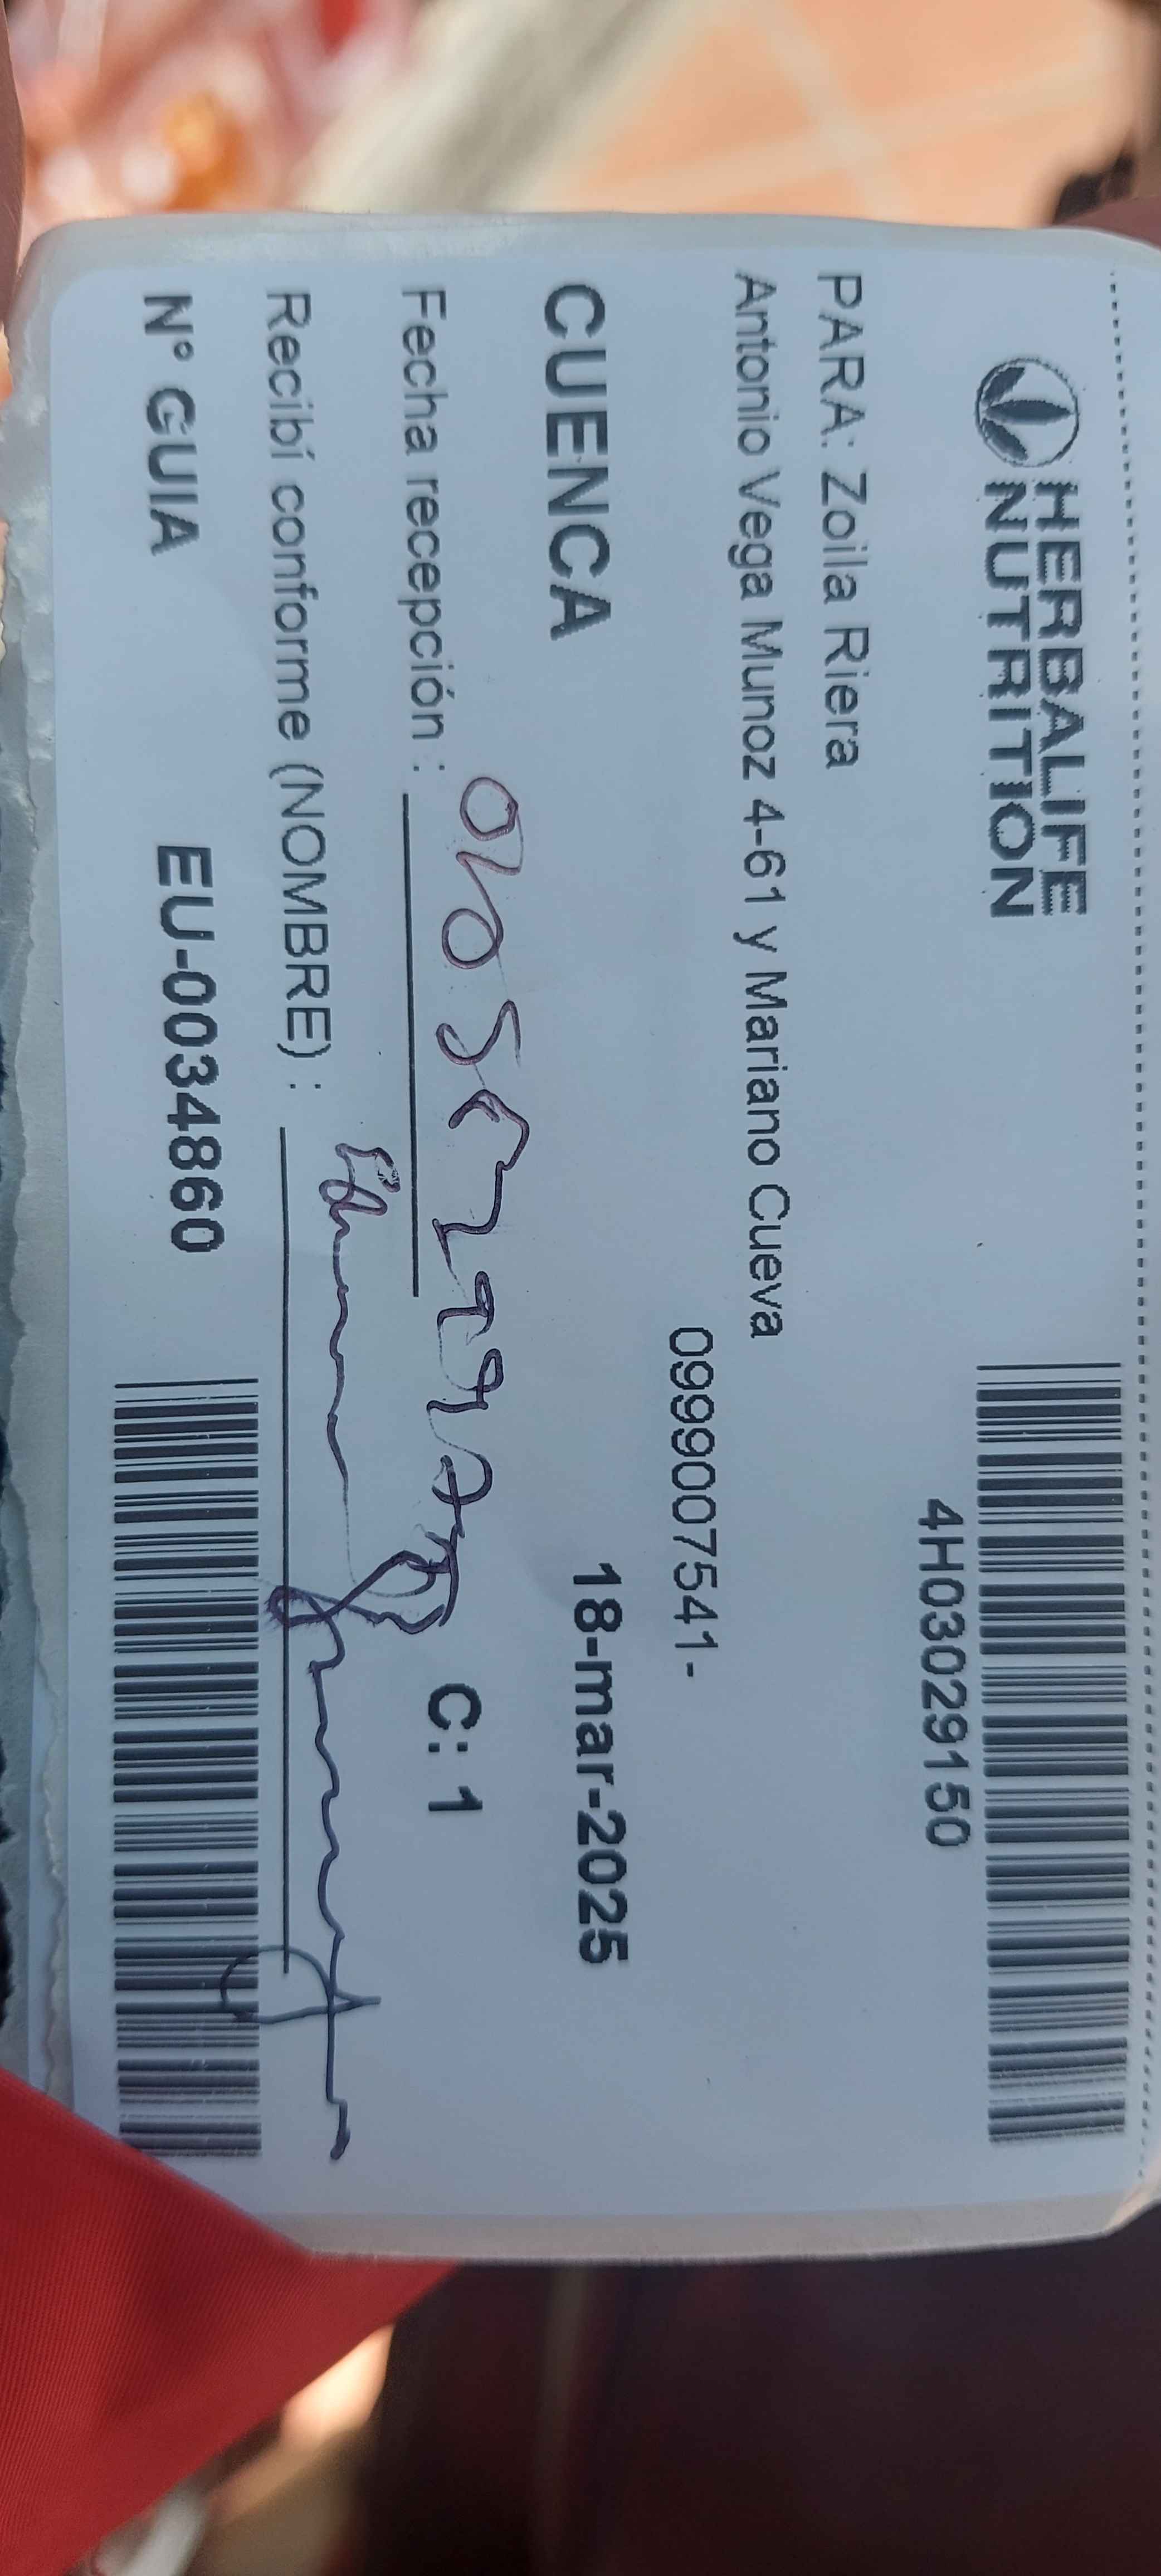 HERBALIFE
NUTRITION
4H03029150
PARA: Zoila Riera
Antonio Vega Munoz 4-61 y Mariano Cueva
0999007541-
CUENCA 18-mar-2025
Fecha recepción : C: 1
Recibí conforme (NOMBRE) :
N° GUIA EU-0034860